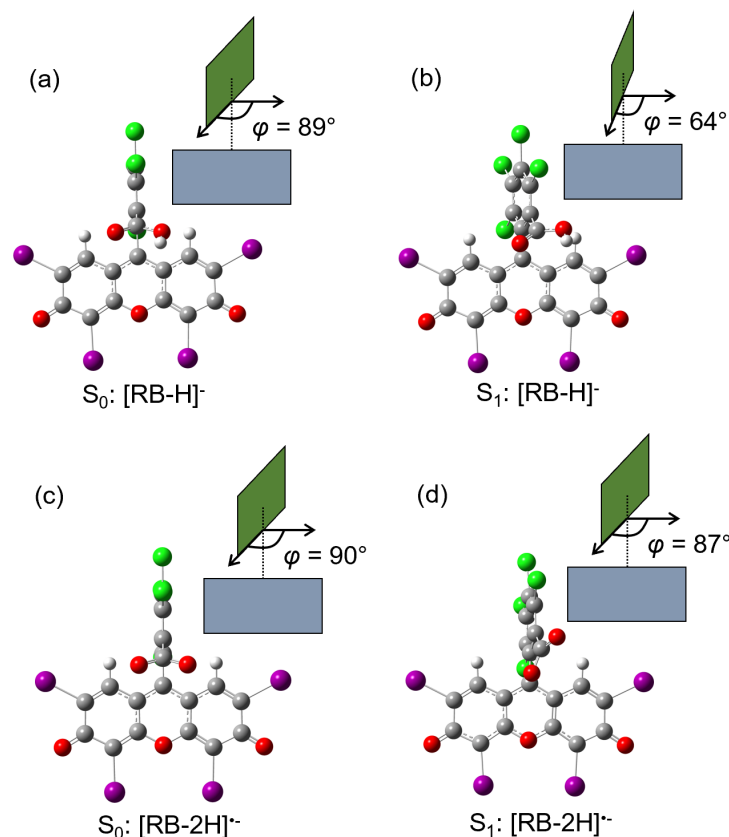 (a)
φ = 89°
S₀: [RB-H]⁻
(b)
φ = 64°
S₁: [RB-H]⁻
(c)
φ = 90°
S₀: [RB-2H]•⁻
(d)
φ = 87°
S₁: [RB-2H]•⁻